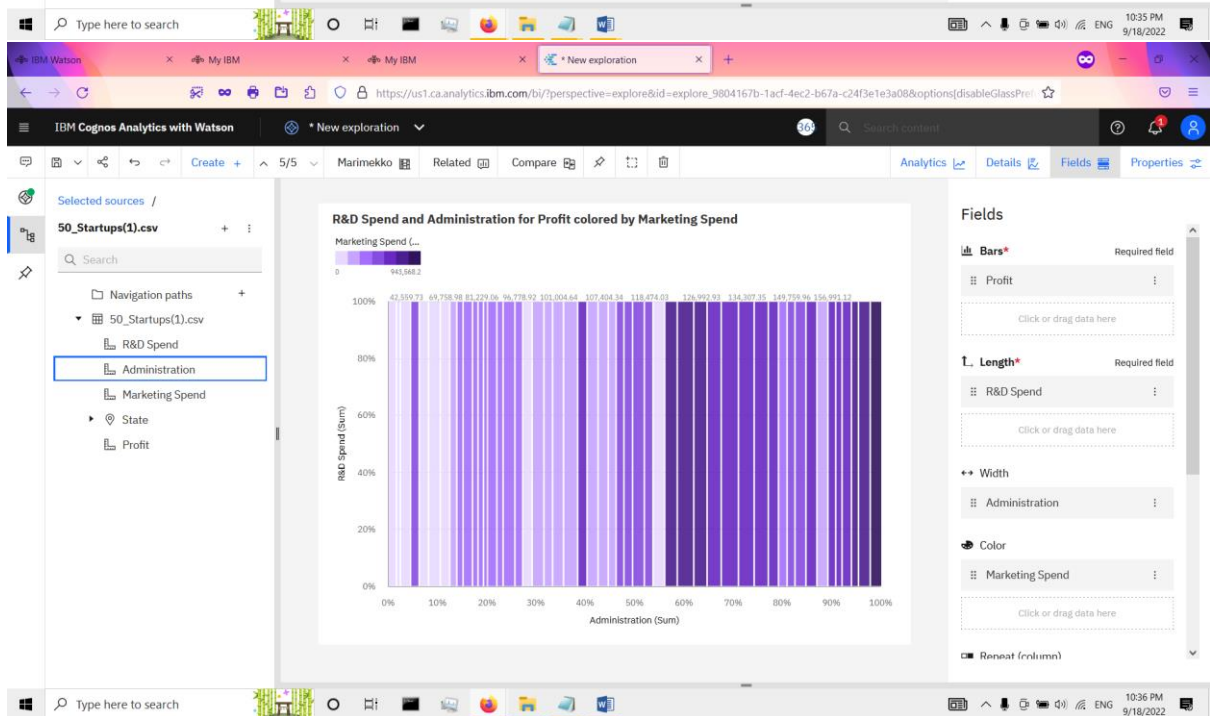 Type here to search
ENG
10:35 PM
9/18/2022
IBM Watson
My IBM
My IBM
* New exploration
https://us1.ca.analytics.ibm.com/bi/?perspective=explore&id=explore_9804167b-1acf-4ec2-b67a-c24f3e1e3a08&options[disableGlassPre
IBM Cognos Analytics with Watson
* New exploration
365
Search content
1
Create +
5/5
Marimekko
Related
Compare
Analytics
Details
Fields
Properties
Selected sources /
50_Startups(1).csv
Search
Navigation paths
50_Startups(1).csv
R&D Spend
Administration
Marketing Spend
State
Profit
R&D Spend and Administration for Profit colored by Marketing Spend
Marketing Spend (...
0 943,568.2
42,559.73 69,758.98 81,229.06 96,778.92 101,004.64 107,404.34 118,474.03 126,992.93 134,307.35 149,759.96 156,991.12
100%
80%
60%
40%
20%
0%
R&D Spend (Sum)
0% 10% 20% 30% 40% 50% 60% 70% 80% 90% 100%
Administration (Sum)
Fields
Bars* Required field
Profit
Click or drag data here
Length* Required field
R&D Spend
Click or drag data here
Width
Administration
Color
Marketing Spend
Click or drag data here
Repeat (column)
Type here to search
ENG
10:36 PM
9/18/2022